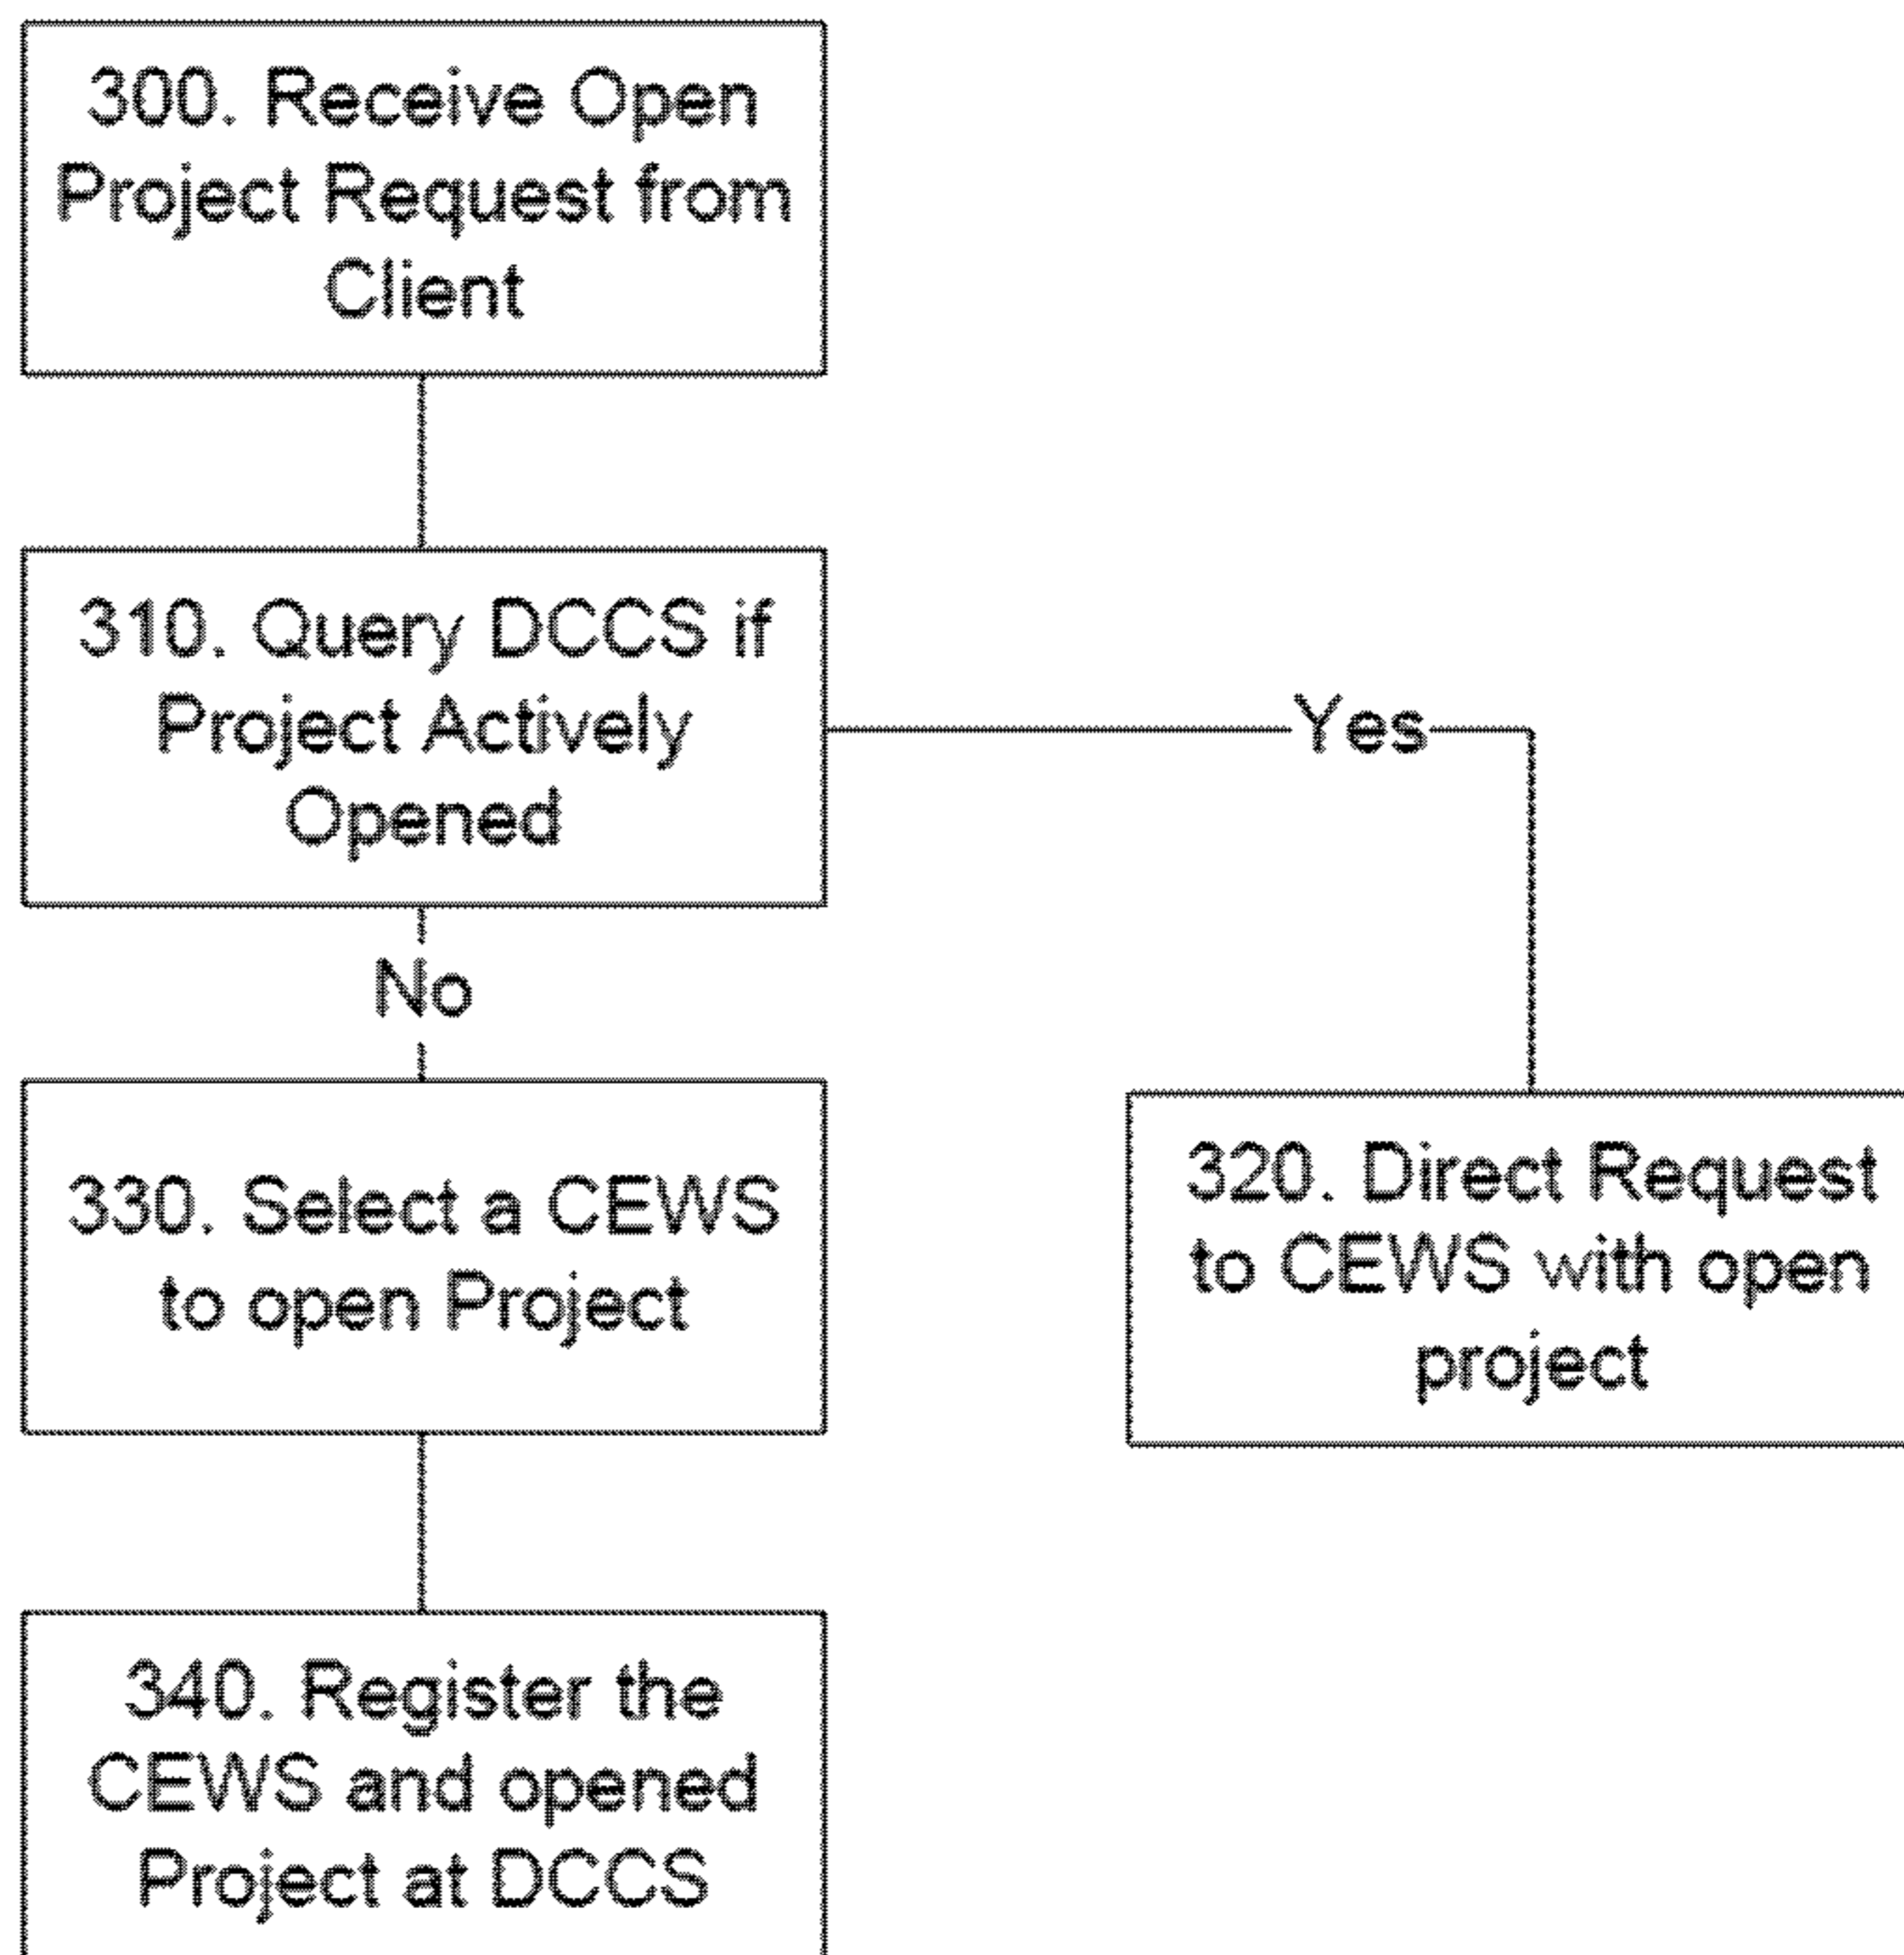 300. Receive Open
Project Request from
Client
310. Query DCCS if
Project Actively
Opened
Yes
No
330. Select a CEWS
to open Project
320. Direct Request
to CEWS with open
project
340. Register the
CEWS and opened
Project at DCCS